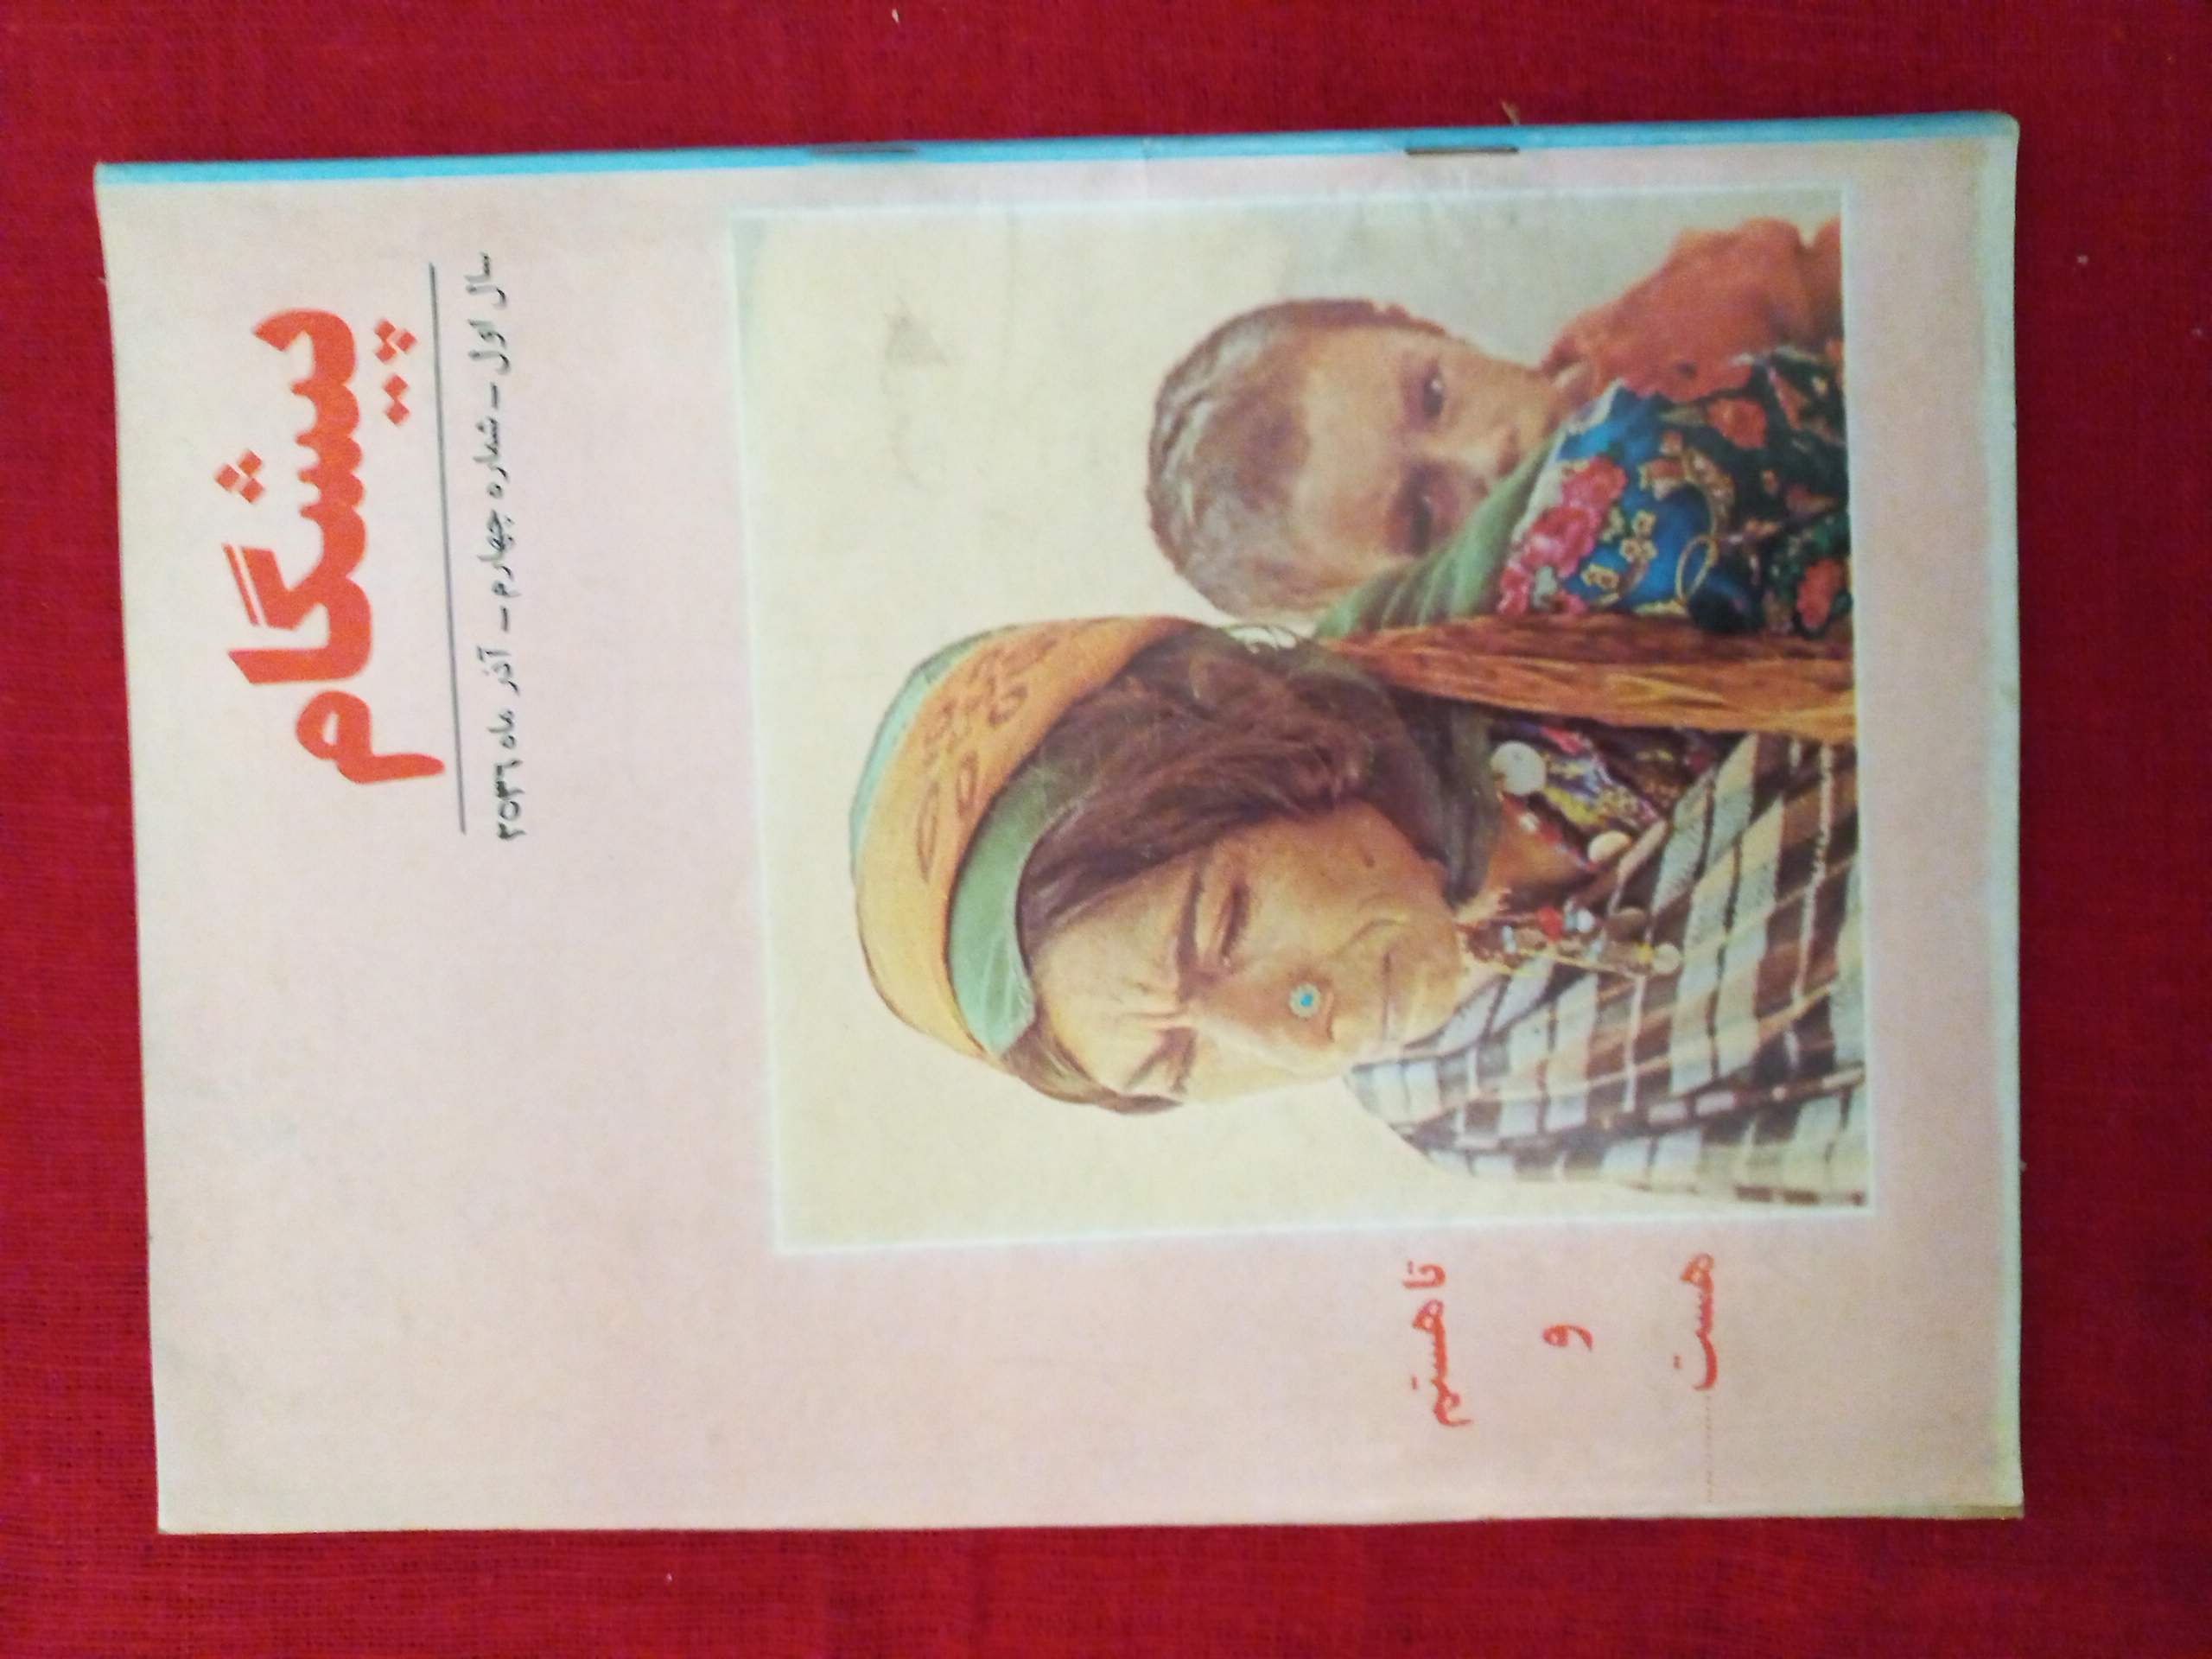 پیشگام
سال اول - شماره چهارم - آذر ماه ۲۵۳۶
تا هستم
و
هست ..........